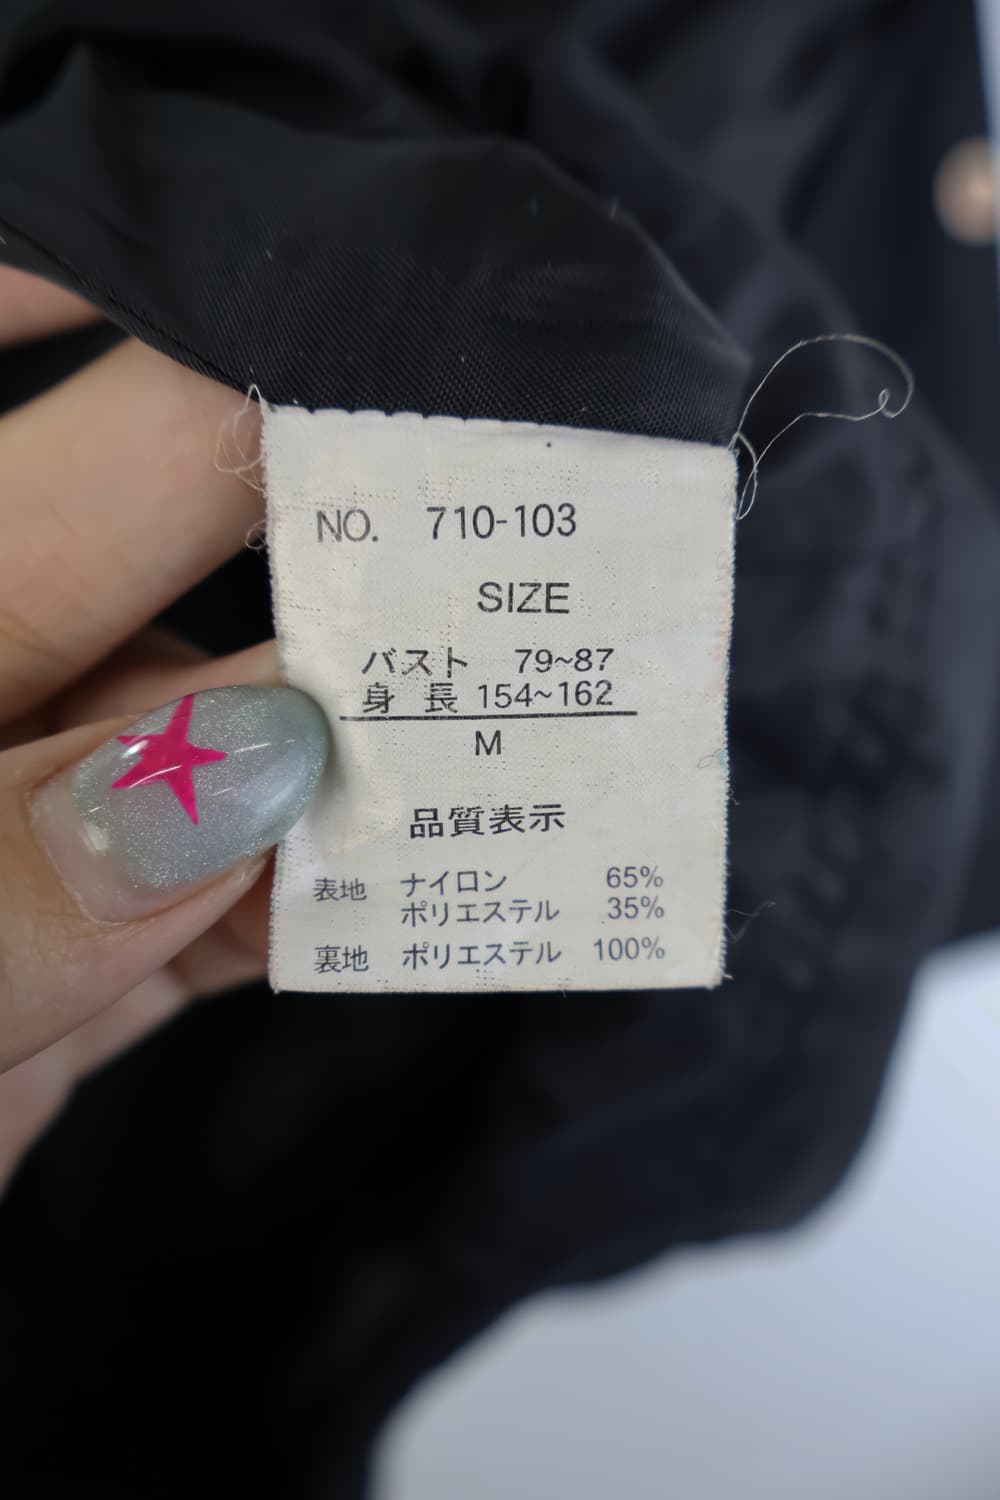 NO. 710-103
SIZE
バスト 79~87
身長 154~162
M
品質表示
表地 ナイロン 65%
ポリエステル 35%
裏地 ポリエステル 100%